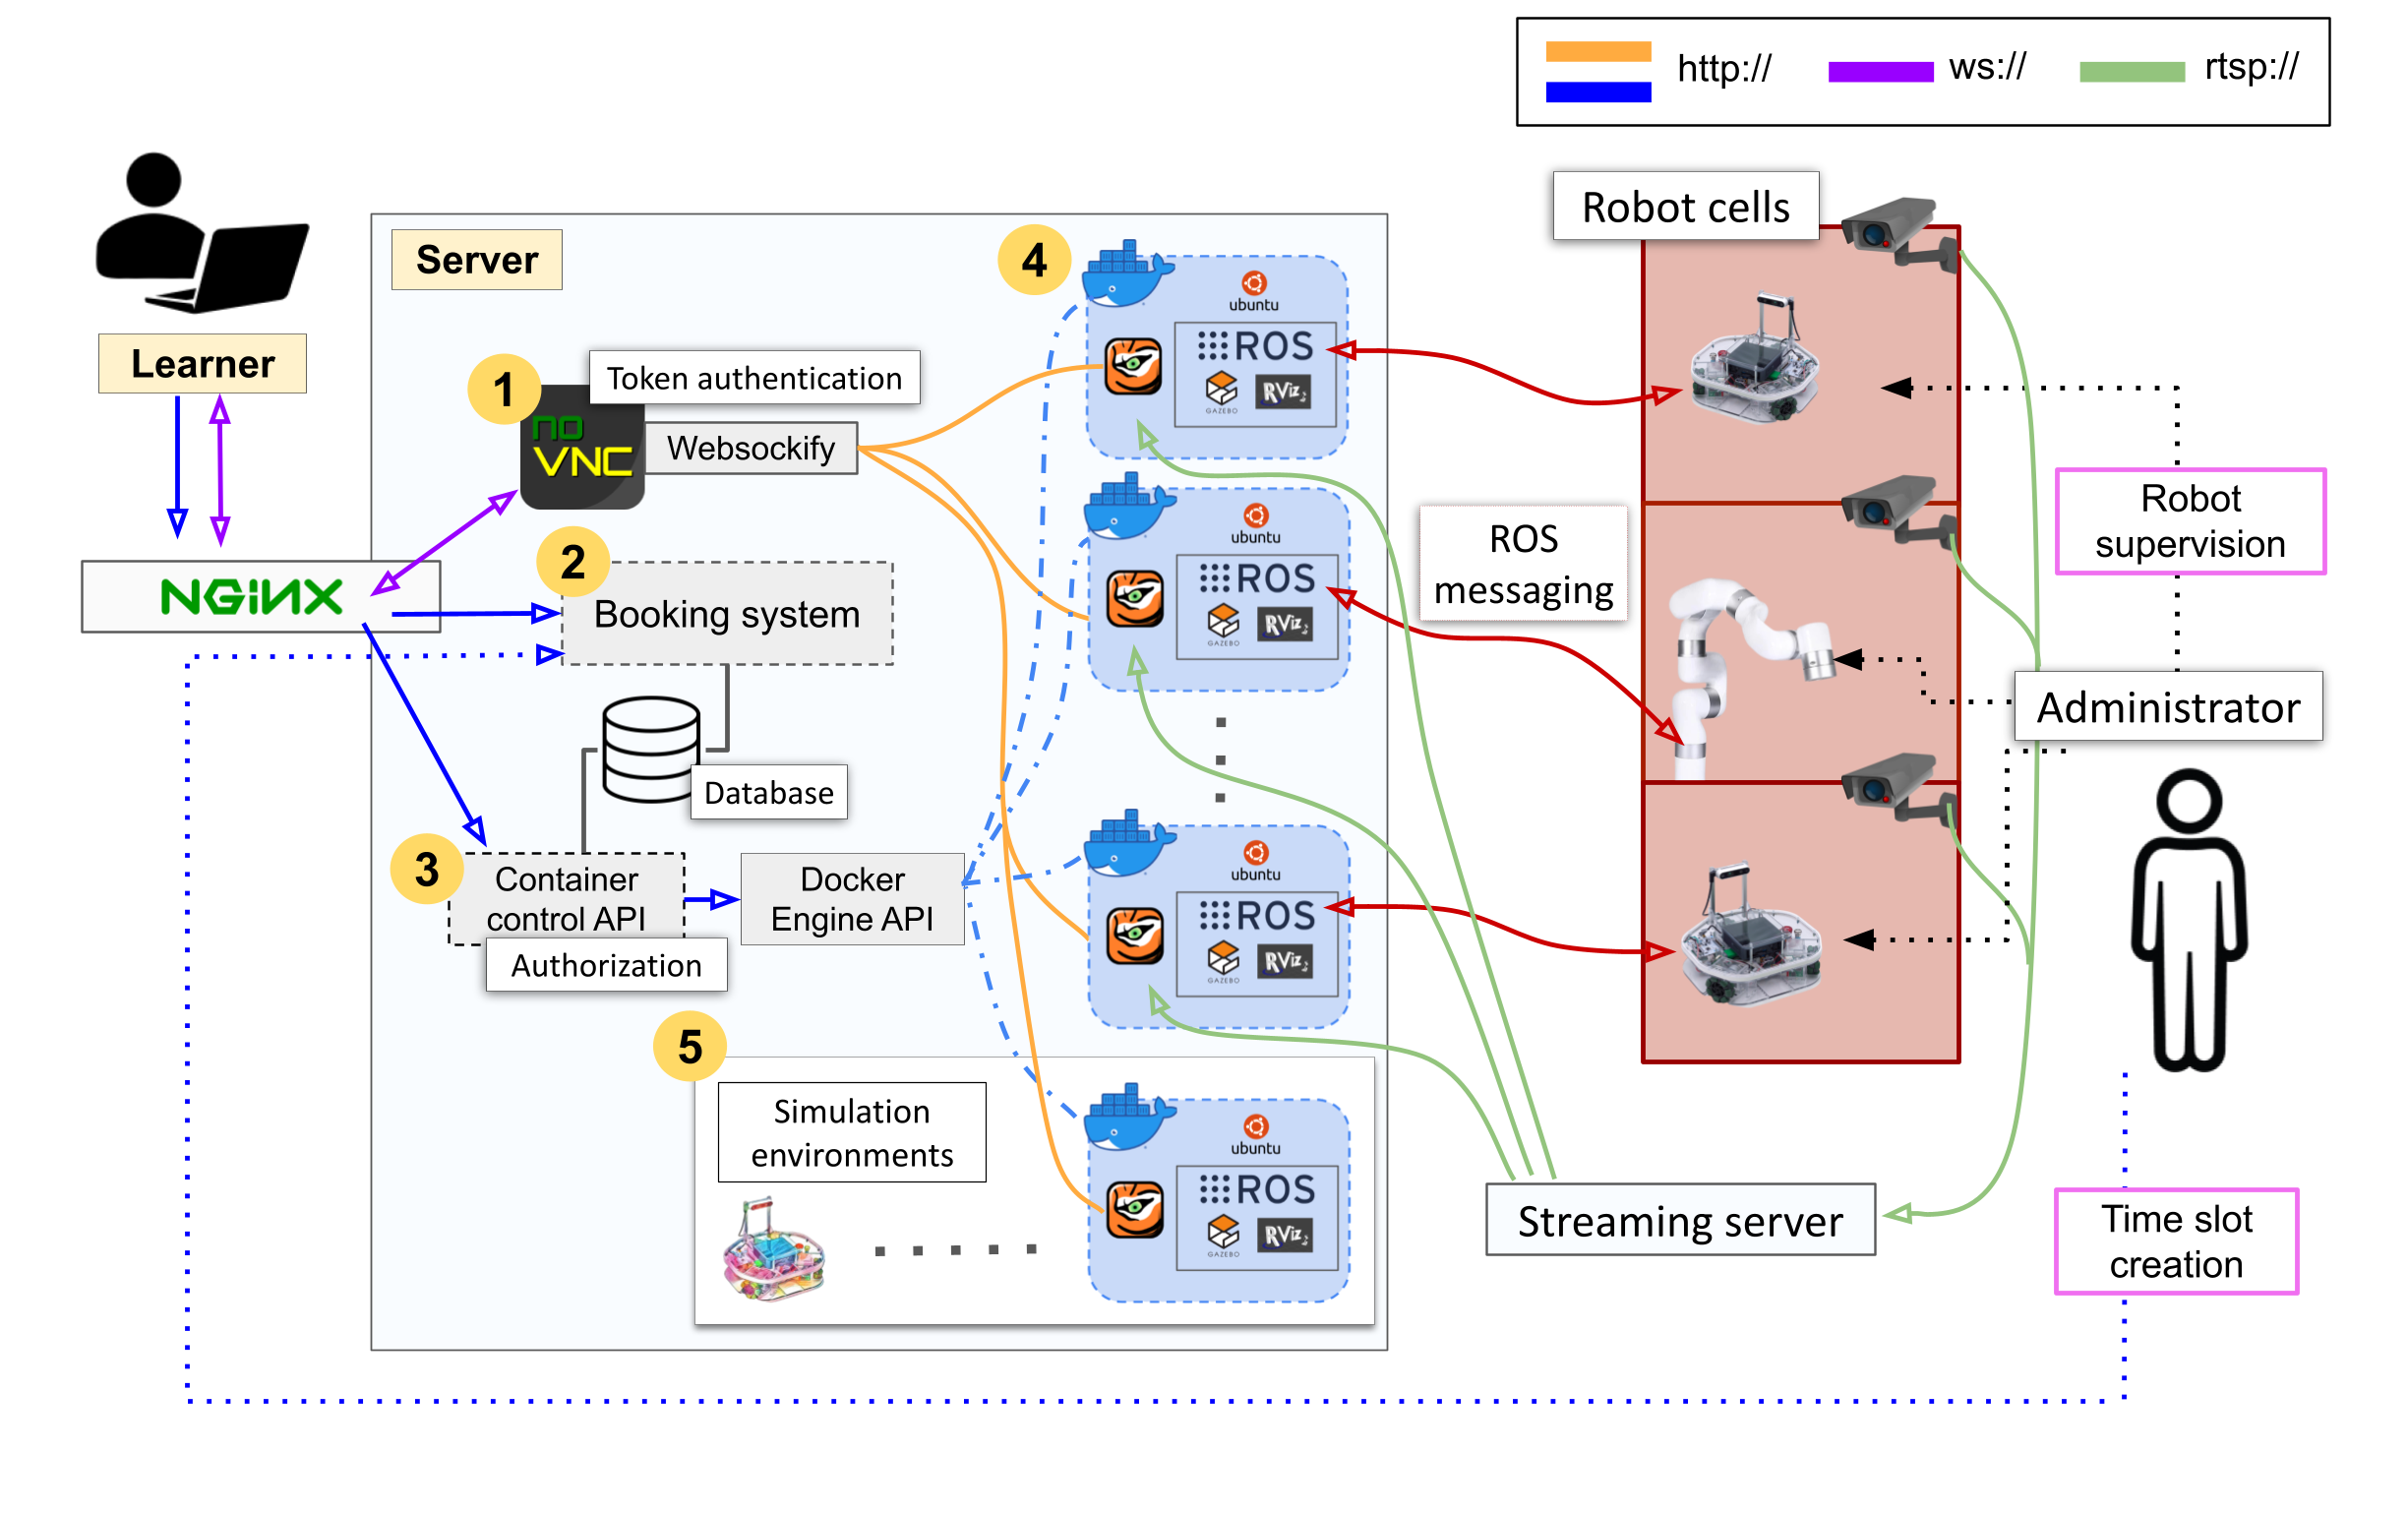 http://
ws://
rtsp://
Robot cells
Server
4
ubuntu
ROS
GAZEBO
RViz
Learner
1
Token authentication
no
VNC
Websockify
Robot
supervision
ubuntu
ROS
GAZEBO
RViz
ROS
messaging
NGiNX
2
Booking system
Administrator
Database
3
Container
control API
Authorization
Docker
Engine API
ubuntu
ROS
GAZEBO
RViz
5
Simulation
environments
ubuntu
ROS
GAZEBO
RViz
Streaming server
Time slot
creation